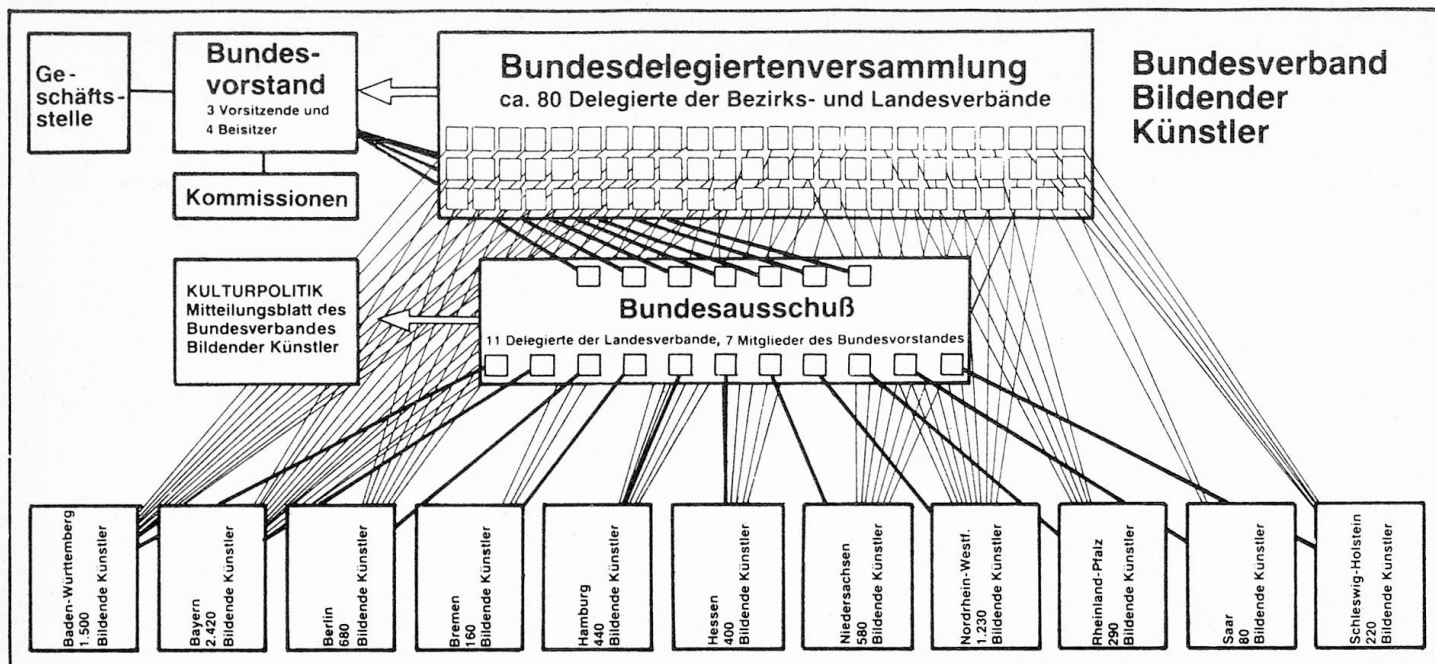 Ge-
schäfts-
stelle
Bundes-
vorstand
3 Vorsitzende und
4 Beisitzer
Kommissionen
Bundesdelegiertenversammlung
ca. 80 Delegierte der Bezirks- und Landesverbände
Bundesverband
Bildender
Künstler
KULTURPOLITIK
Mitteilungsblatt des
Bundesverbandes
Bildender Künstler
Bundesausschuß
11 Delegierte der Landesverbande, 7 Mitglieder des Bundesvorstandes
Baden-Württemberg
1.500
Bildende Künstler
Bayern
2.420
Bildende Künstler
Berlin
680
Bildende Künstler
Bremen
160
Bildende Künstler
Hamburg
440
Bildende Künstler
Hessen
400
Bildende Künstler
Niedersachsen
580
Bildende Künstler
Nordrhein-Westf.
1.230
Bildende Künstler
Rheinland-Pfalz
290
Bildende Künstler
Saar
80
Bildende Künstler
Schleswig-Holstein
220
Bildende Künstler